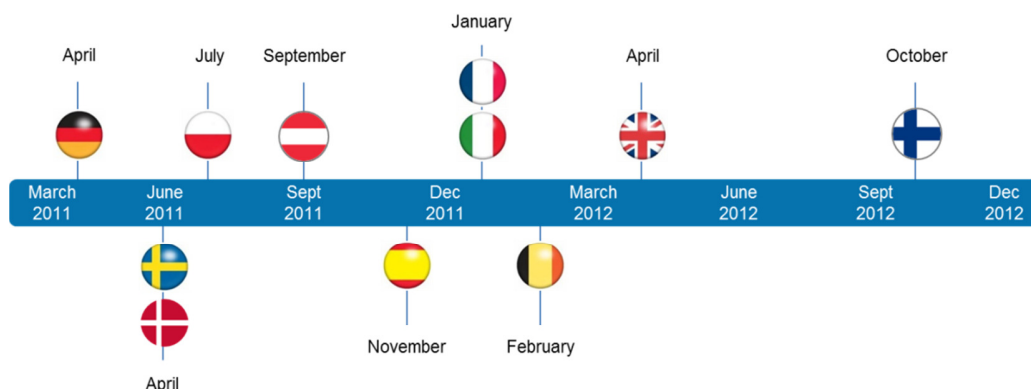 January
April
July
September
April
October
March
2011
June
2011
Sept
2011
Dec
2011
March
2012
June
2012
Sept
2012
Dec
2012
November
February
April